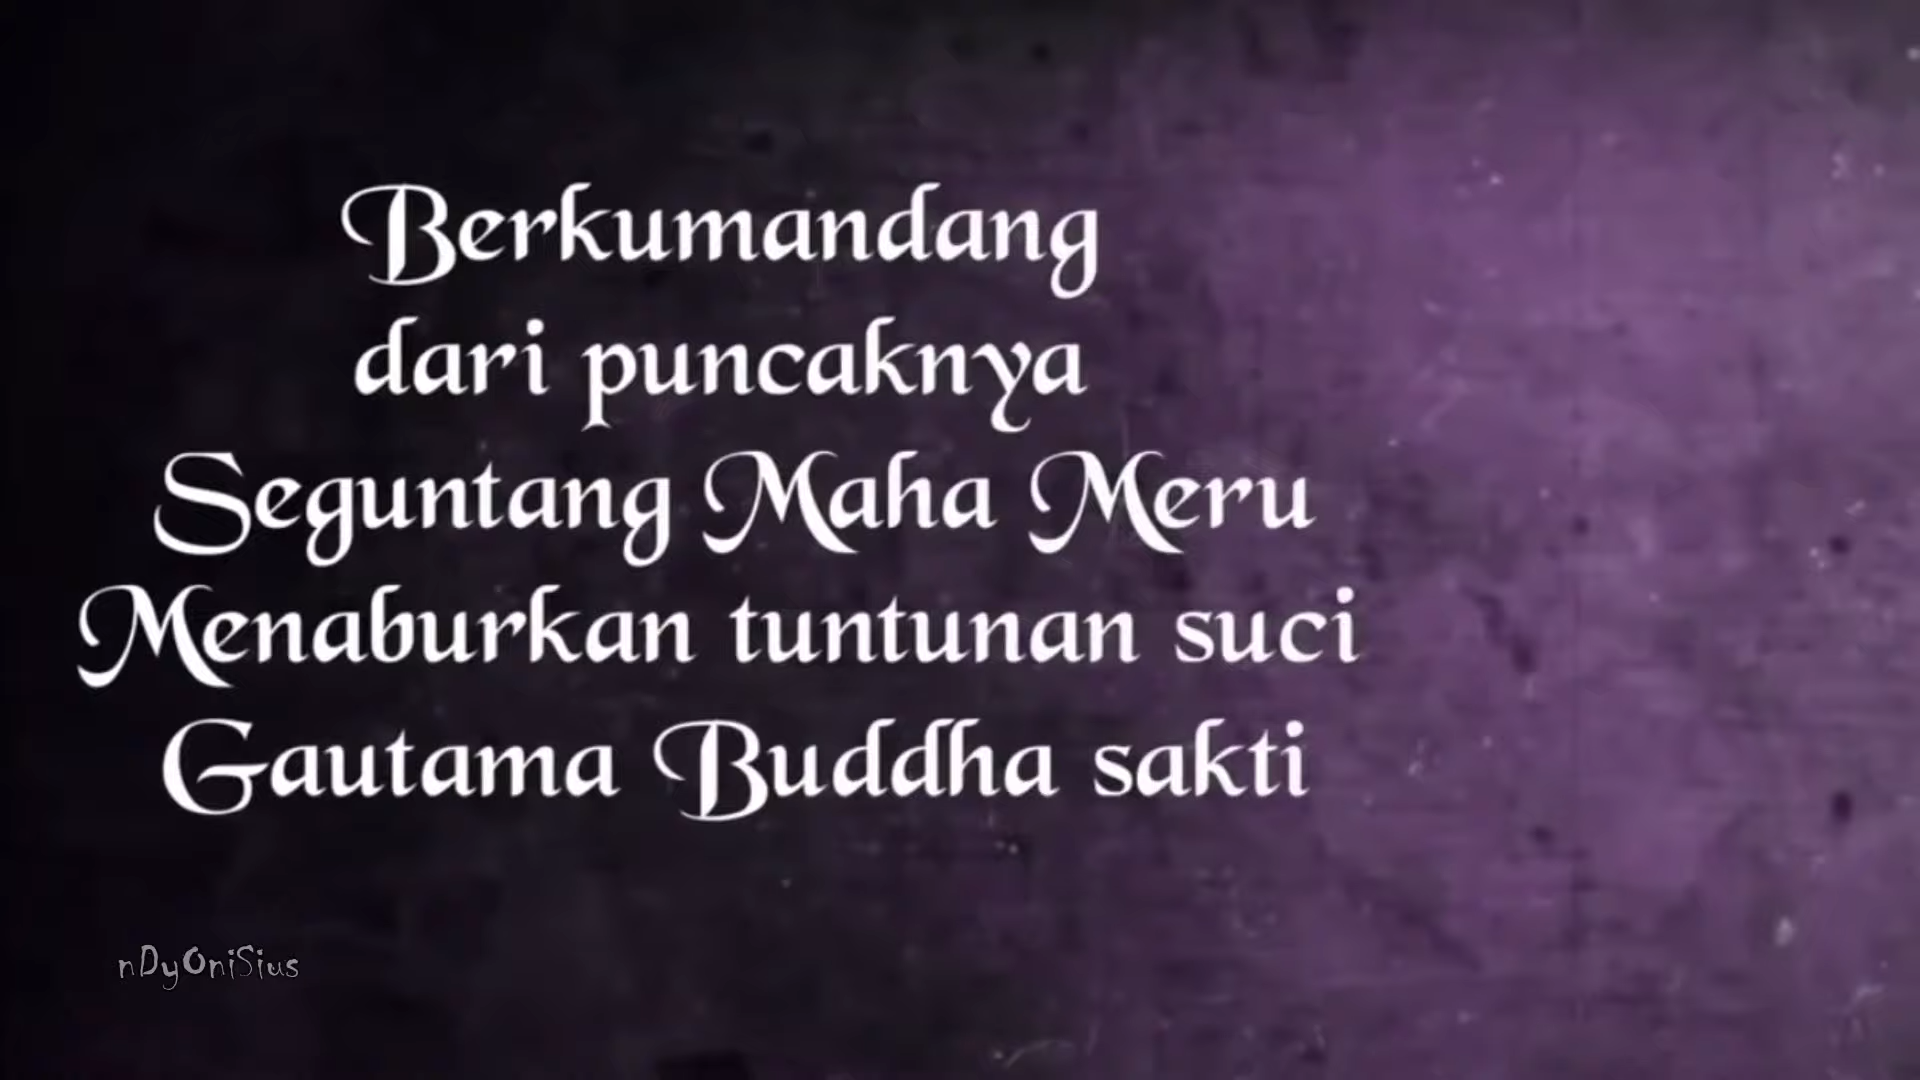 Berkumandang
dari puncaknya
Seguntang Maha Meru
Menaburkan tuntunan suci
Gautama Buddha sakti
nDyOniSius